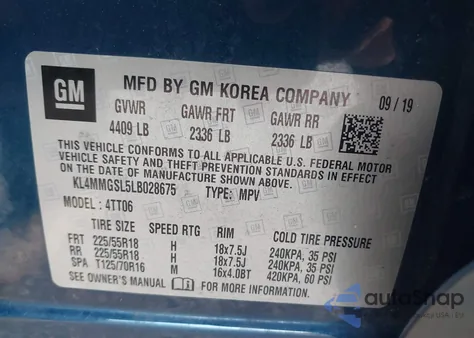 GM
MFD BY GM KOREA COMPANY 09 / 19
GVWR GAWR FRT GAWR RR
4409 LB 2336 LB 2336 LB
THIS VEHICLE CONFORMS TO ALL APPLICABLE U.S. FEDERAL MOTOR
VEHICLE SAFETY AND THEFT PREVENTION STANDARDS IN EFFECT
ON THE DATE OF MANUFACTURE SHOWN ABOVE.
KL4MMGSL5LB028675 TYPE: MPV
MODEL: 4TT06
TIRE SIZE SPEED RTG RIM COLD TIRE PRESSURE
FRT 225/55R18 H 18x7.5J 240KPA, 35 PSI
RR 225/55R18 H 18x7.5J 240KPA, 35 PSI
SPA T125/70R16 M 16x4.0BT 420KPA, 60 PSI
SEE OWNER'S MANUAL FOR MORE INFORMATION.
autoSnap